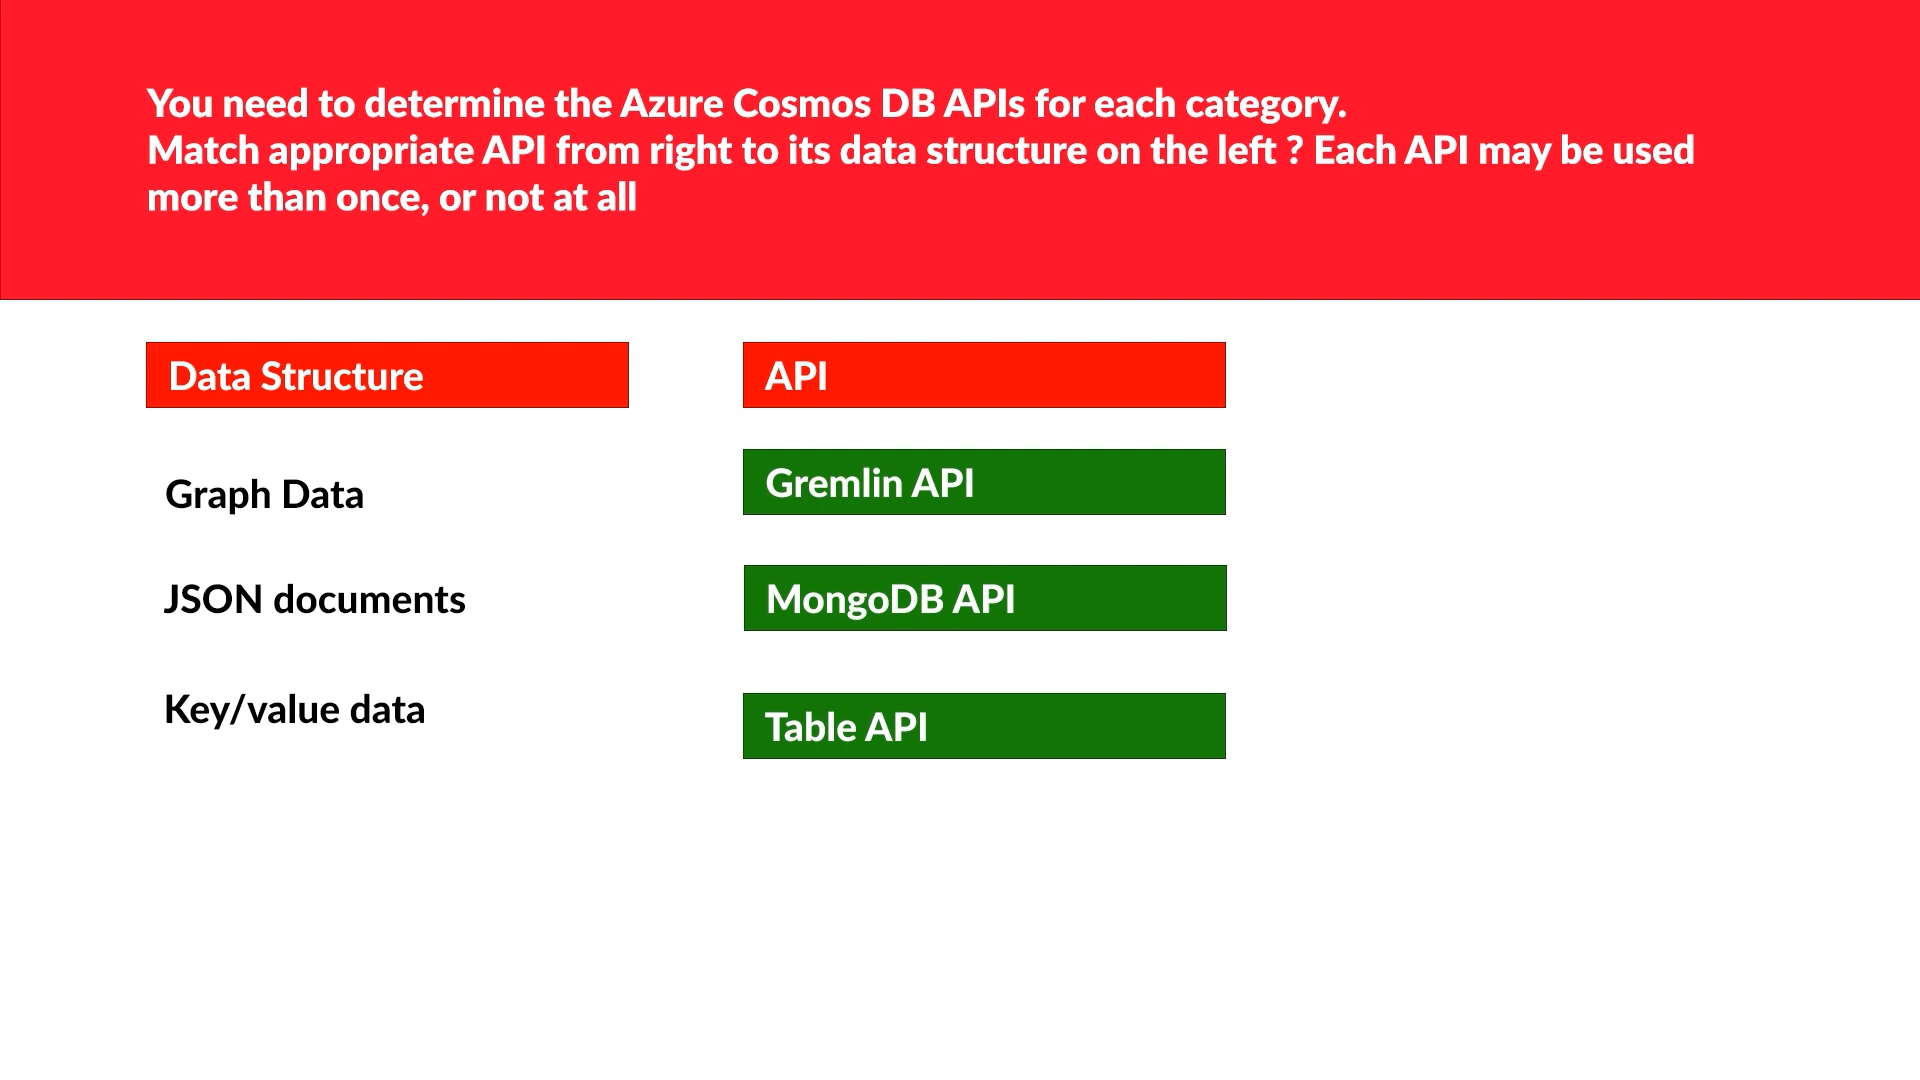 You need to determine the Azure Cosmos DB APIs for each category.
Match appropriate API from right to its data structure on the left ? Each API may be used
more than once, or not at all
Data Structure
API
Graph Data
Gremlin API
JSON documents
MongoDB API
Key/value data
Table API